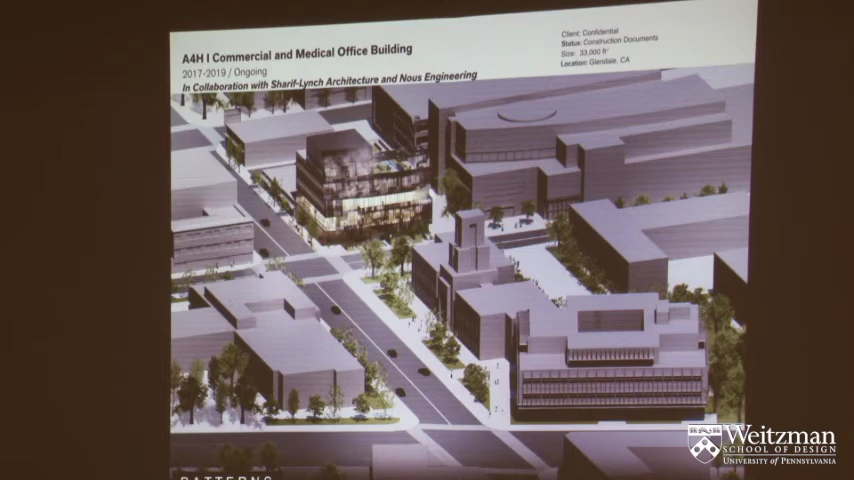 A4H I Commercial and Medical Office Building
2017-2019 / Ongoing
In Collaboration with Sharif-Lynch Architecture and Nous Engineering
Client: Confidential
Status: Construction Documents
Size: 33,000 ft²
Location: Glendale, CA
PATTERNS
Weitzman
SCHOOL OF DESIGN
UNIVERSITY of PENNSYLVANIA